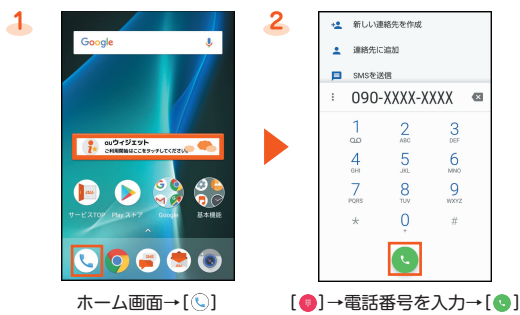 1
Google
auウィジェット
ご利用開始はここをタッチしてください。
au
サービスTOP Play ストア Google 基本機能
ホーム画面→[ ]
2
新しい連絡先を作成
連絡先に追加
SMSを送信
090-XXXX-XXXX
1 2 3
ABC DEF
4 5 6
GHI JKL MNO
7 8 9
PQRS TUV WXYZ
* 0 #
+
[ ]→電話番号を入力→[ ]